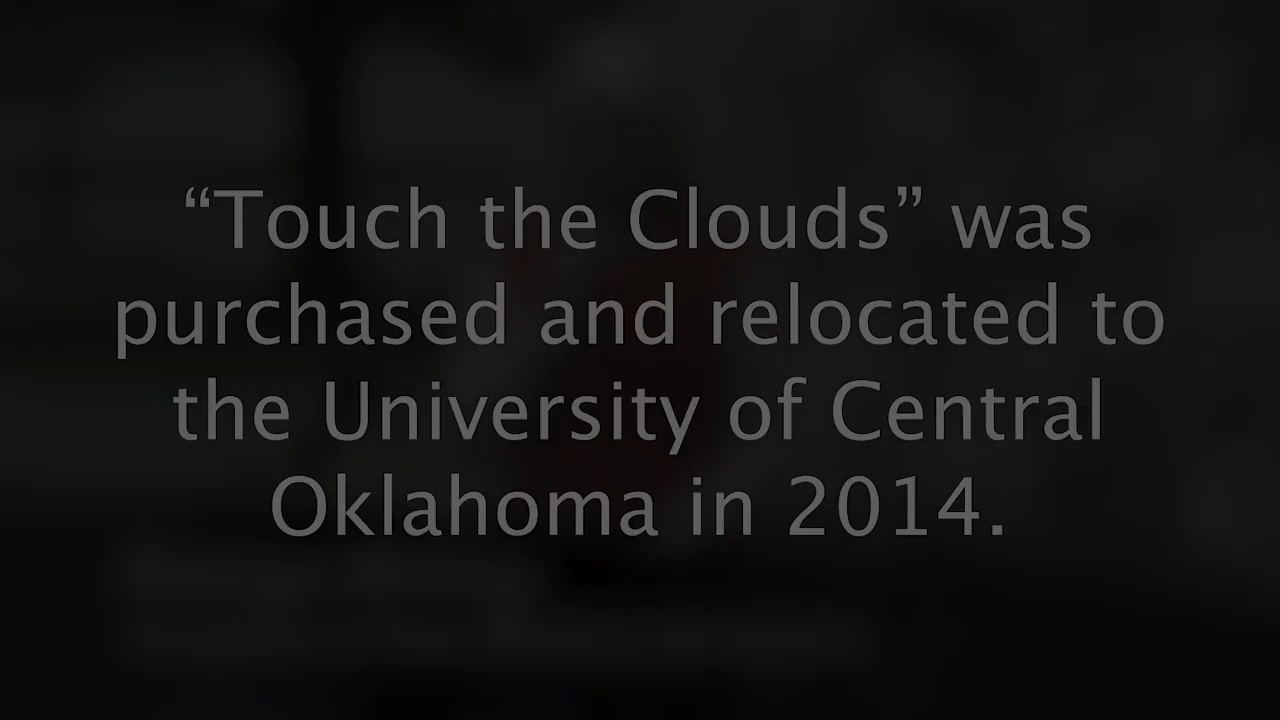 “Touch the Clouds” was
purchased and relocated to
the University of Central
Oklahoma in 2014.